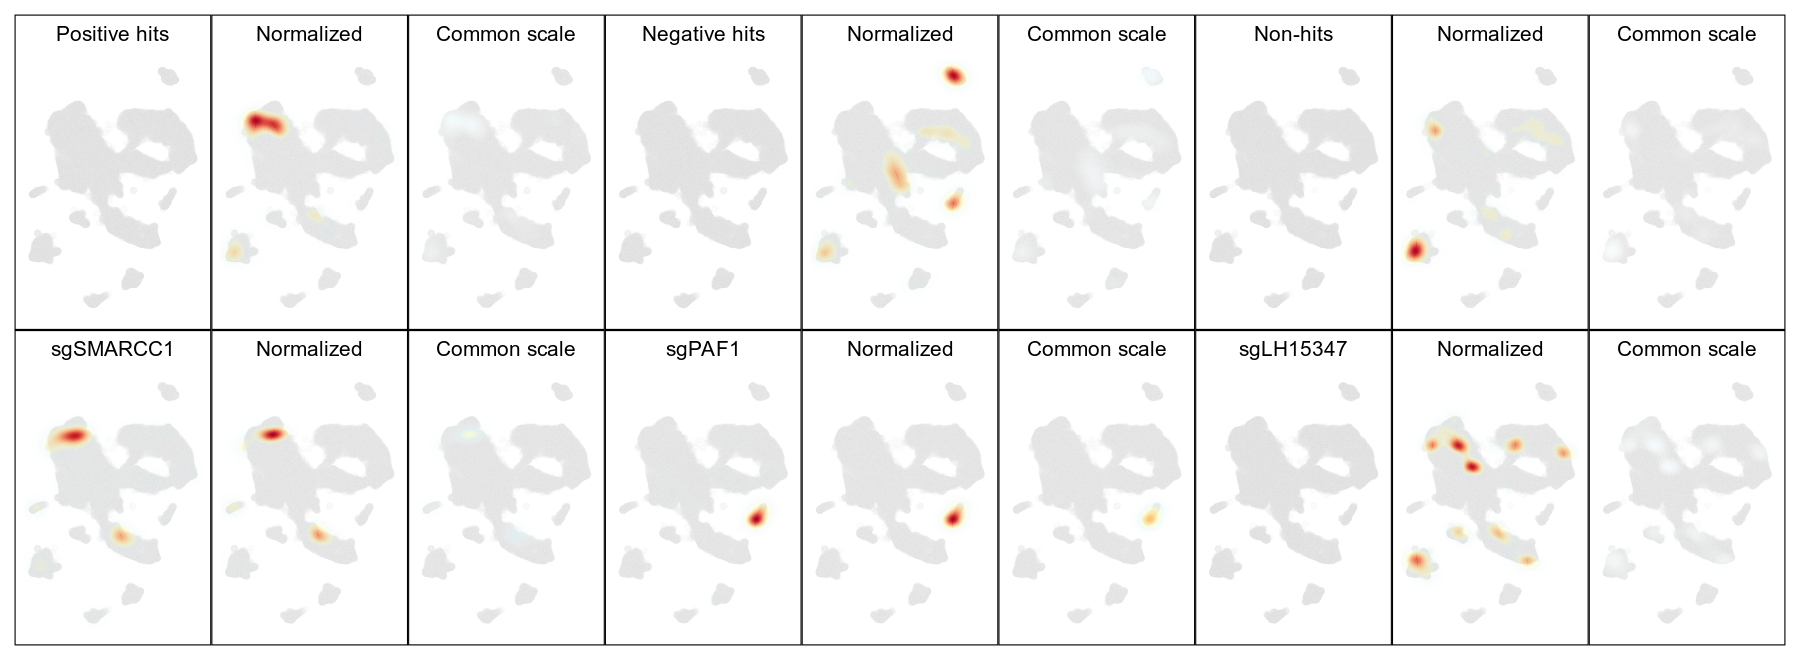 Positive hits
Normalized
Common scale
Negative hits
Normalized
Common scale
Non-hits
Normalized
Common scale
sgSMARCC1
Normalized
Common scale
sgPAF1
Normalized
Common scale
sgLH15347
Normalized
Common scale